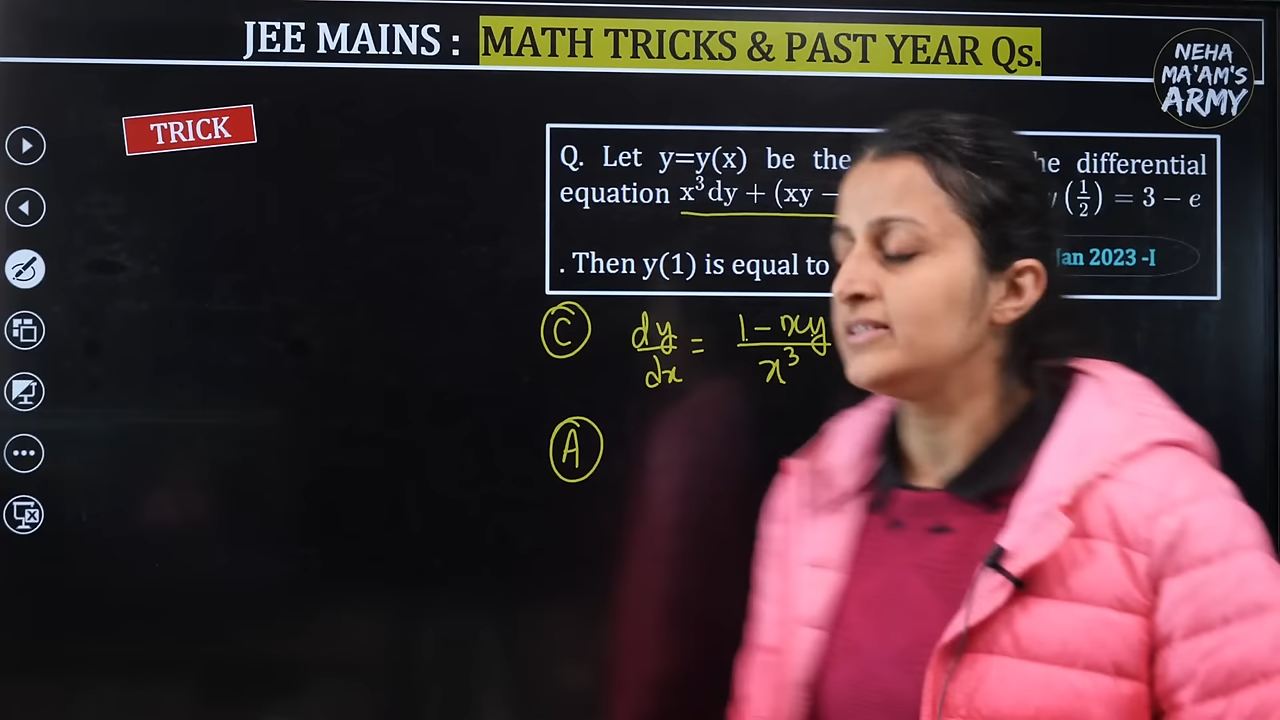 JEE MAINS : MATH TRICKS & PAST YEAR Qs.
NEHA
MA'AM'S
ARMY
TRICK
Q. Let y=y(x) be the differential
equation x³dy + (xy − (1/2) = 3 − e
. Then y(1) is equal to Jan 2023 -I
C dy/dx = 1 − xy / x³
A